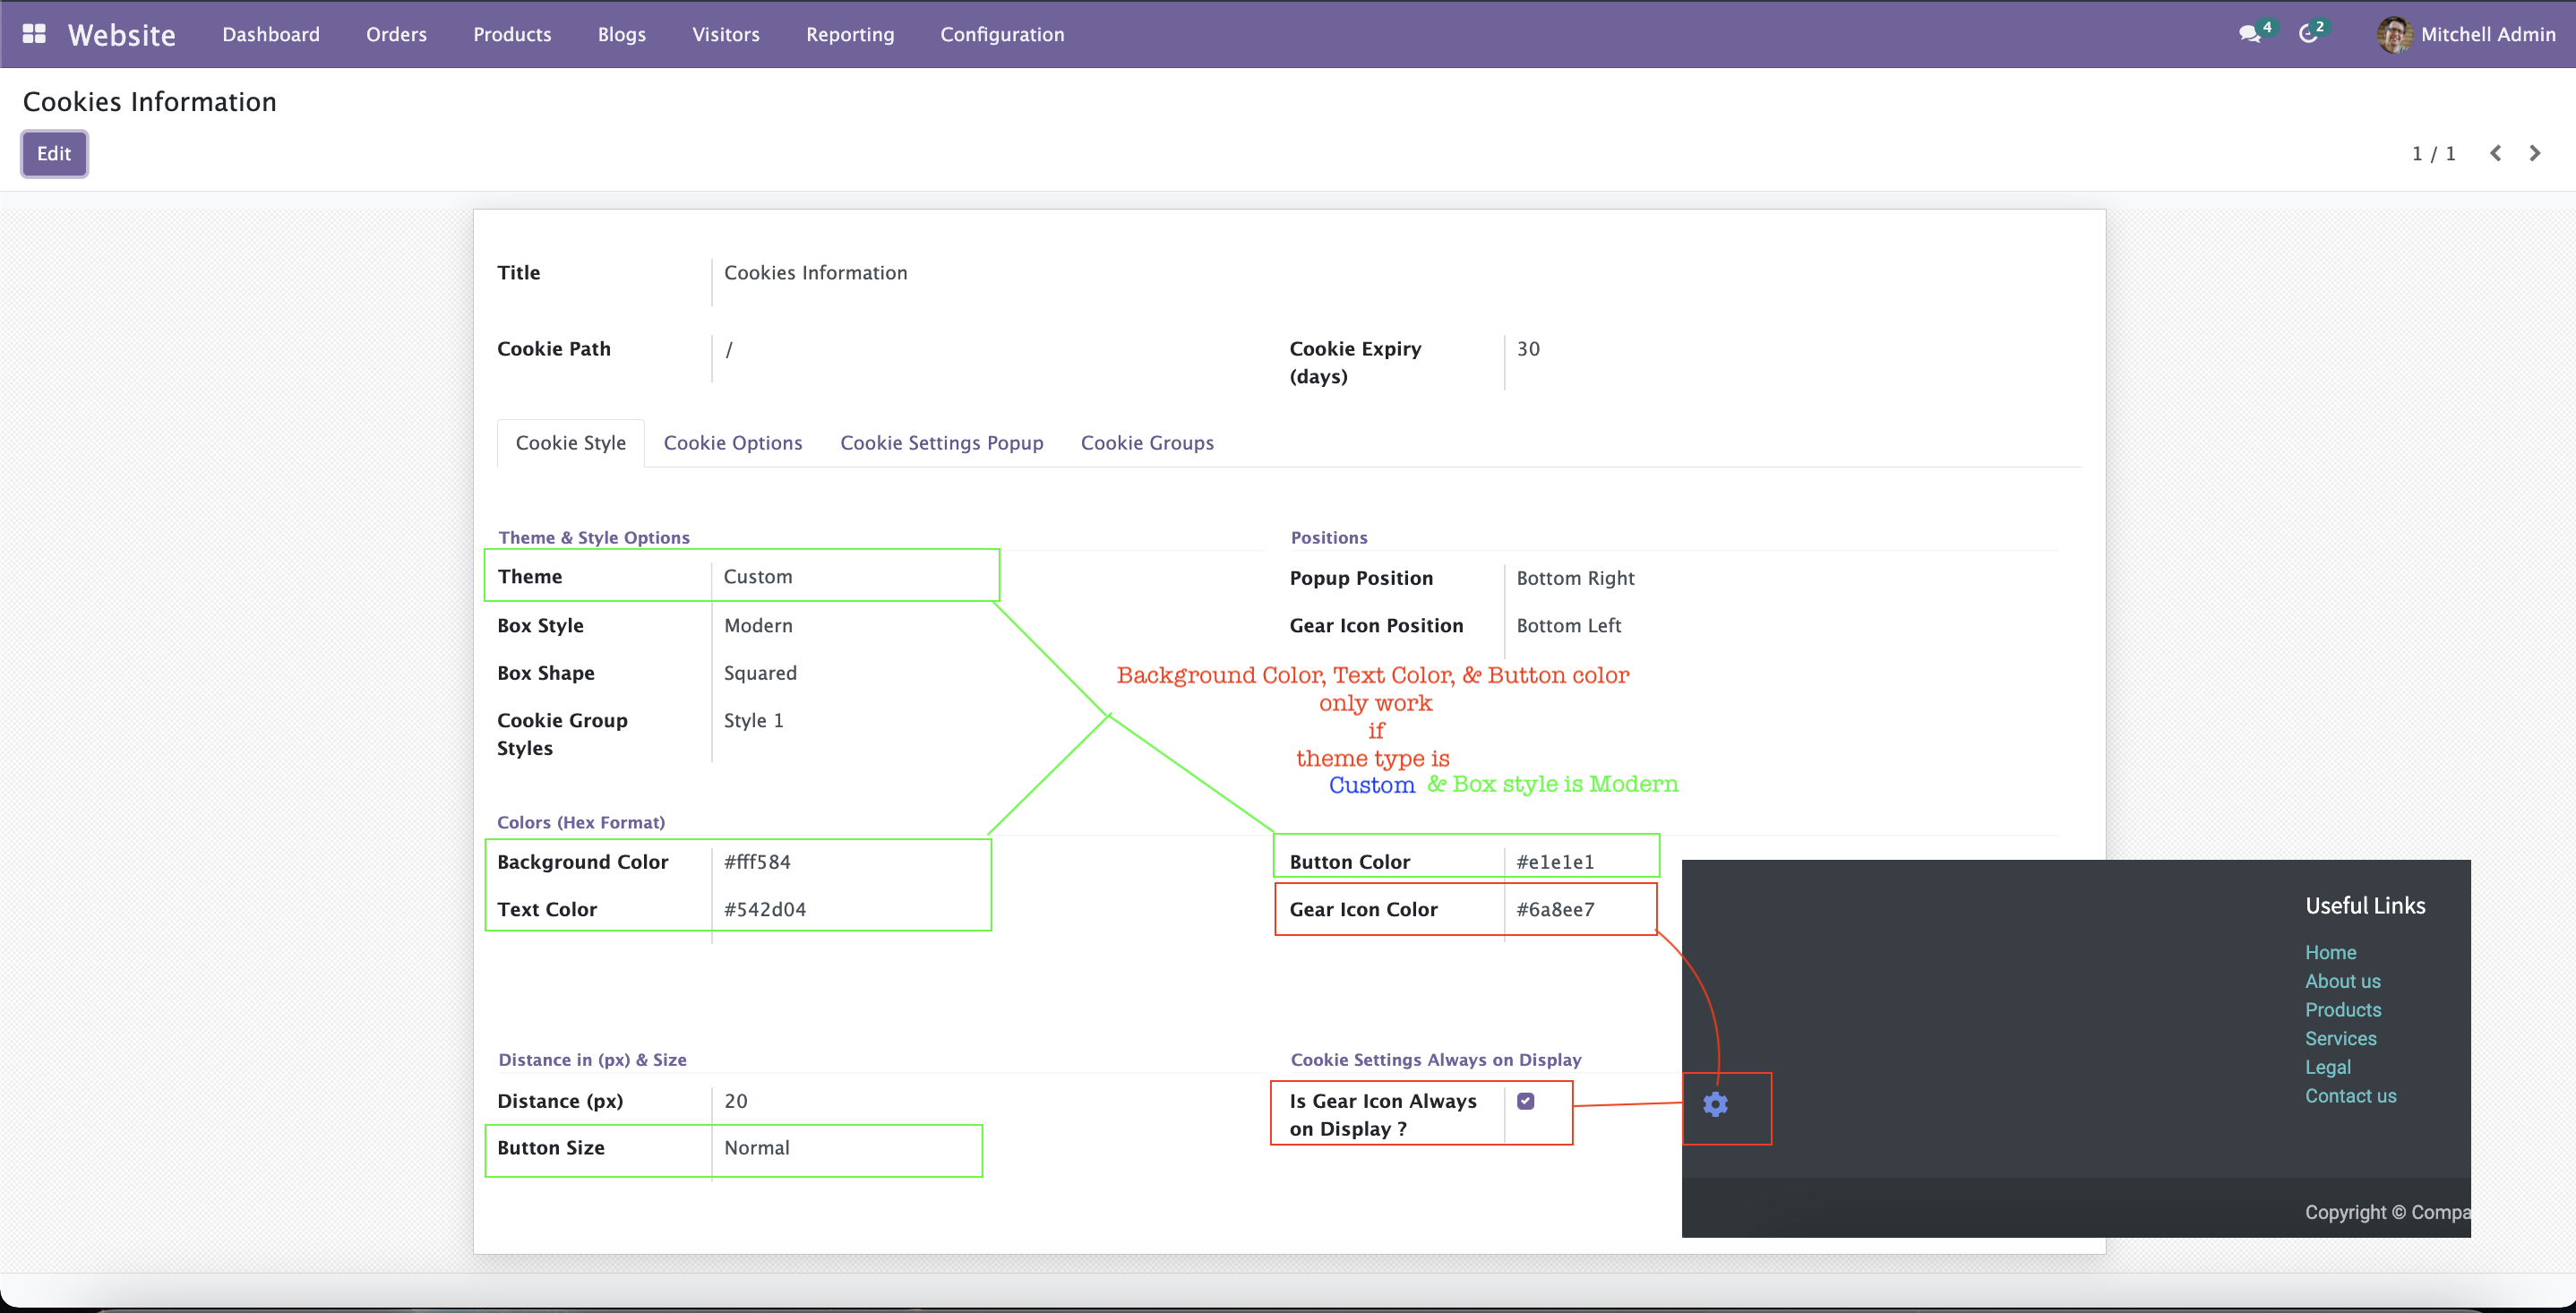 Website Dashboard Orders Products Blogs Visitors Reporting Configuration 4 2 Mitchell Admin
Cookies Information
Edit
1 / 1
Title Cookies Information
Cookie Path / Cookie Expiry 30
(days)
Cookie Style Cookie Options Cookie Settings Popup Cookie Groups
Theme & Style Options Positions
Theme Custom Popup Position Bottom Right
Box Style Modern Gear Icon Position Bottom Left
Box Shape Squared
Cookie Group Style 1
Styles
Background Color, Text Color, & Button color
only work
if
theme type is
Custom & Box style is Modern
Colors (Hex Format)
Background Color #fff584 Button Color #e1e1e1
Text Color #542d04 Gear Icon Color #6a8ee7
Useful Links
Home
About us
Products
Services
Legal
Contact us
Copyright © Compa
Distance in (px) & Size Cookie Settings Always on Display
Distance (px) 20 Is Gear Icon Always
on Display ?
Button Size Normal